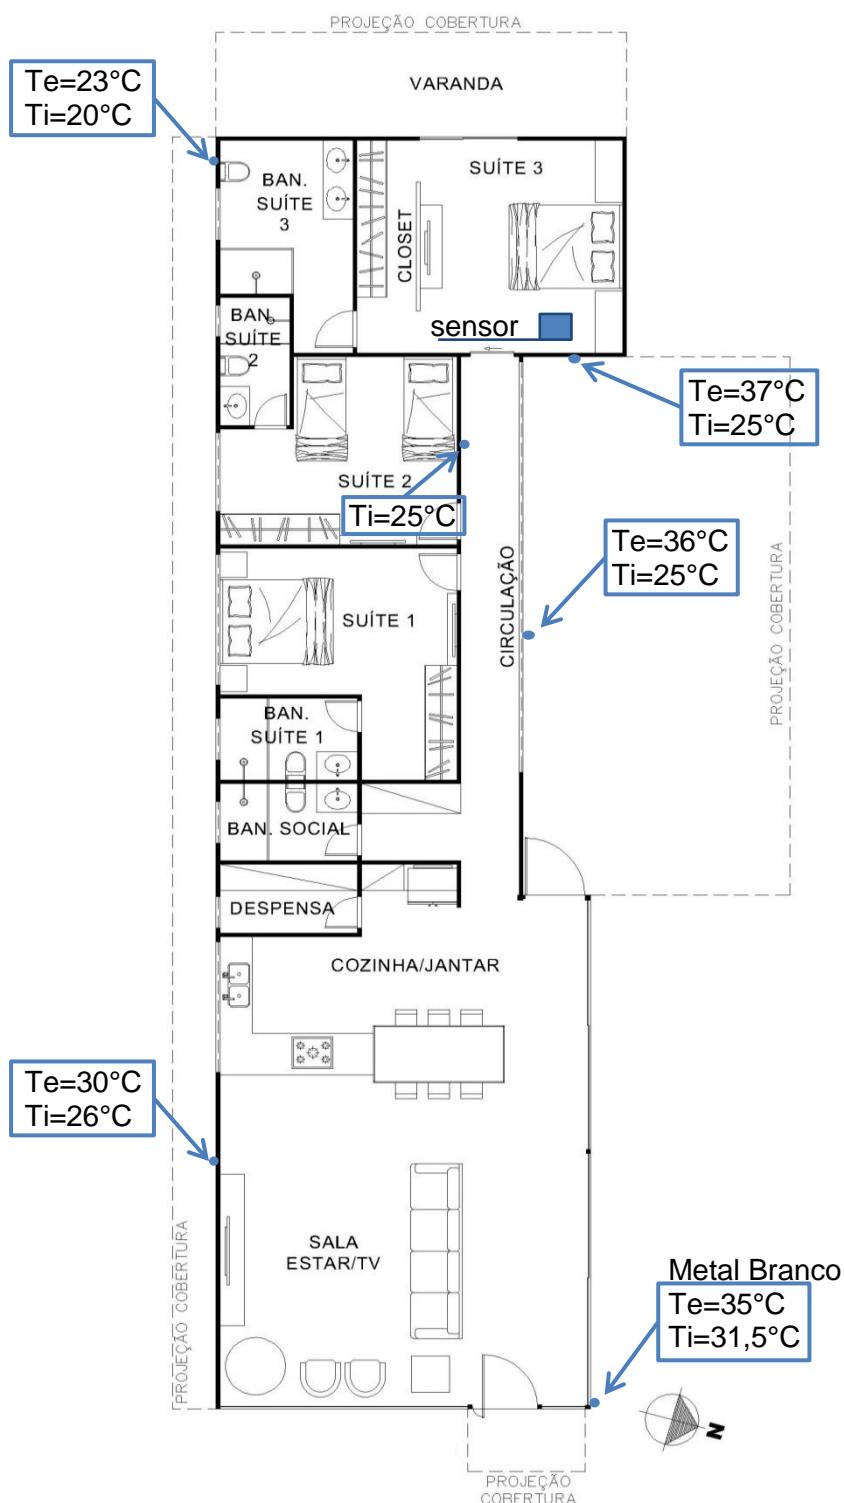 PROJEÇÃO COBERTURA
Te=23°C
Ti=20°C
VARANDA
BAN.
SUÍTE
3
SUÍTE 3
CLOSET
BAN.
SUÍTE
2
sensor
Te=37°C
Ti=25°C
SUÍTE 2
Ti=25°C
Te=36°C
Ti=25°C
CIRCULAÇÃO
PROJEÇÃO COBERTURA
SUÍTE 1
BAN.
SUÍTE 1
BAN. SOCIAL
DESPENSA
COZINHA/JANTAR
Te=30°C
Ti=26°C
PROJEÇÃO COBERTURA
SALA
ESTAR/TV
Metal Branco
Te=35°C
Ti=31,5°C
N
PROJEÇÃO
COBERTURA